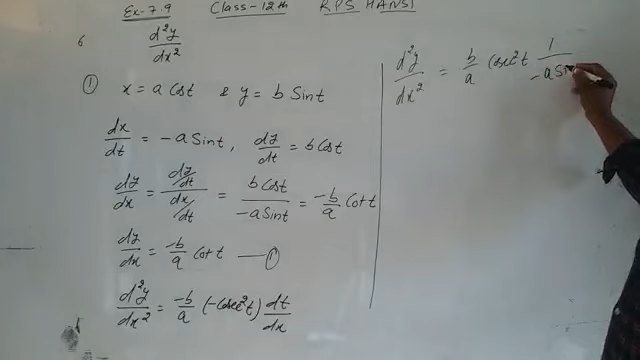 Ex-7.9 Class-12th RPS HANSI
6 d²y/dx²
① x = a Cost & y = b Sint
dx/dt = -a Sint, dy/dt = b Cost
dy/dx = (dy/dt)/(dx/dt) = b Cost/-a Sint = -b/a Cot t
dy/dx = -b/a Cot t — ①
d²y/dx² = -b/a (-Cosec²t) dt/dx
d²y/dx² = b/a Cosec²t 1/-a Sin